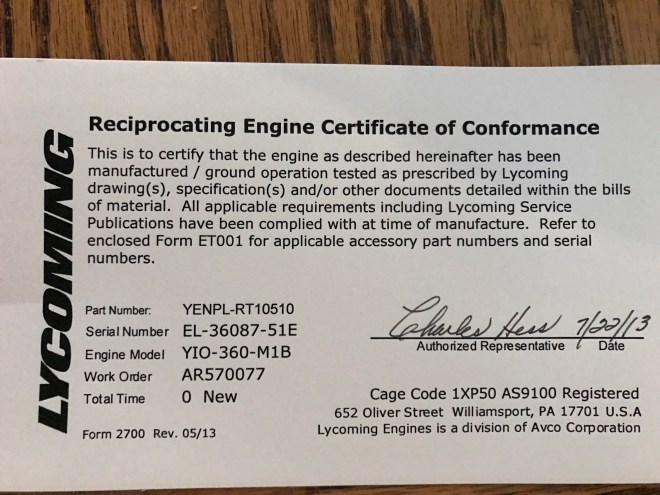 LYCOMING
Reciprocating Engine Certificate of Conformance
This is to certify that the engine as described hereinafter has been
manufactured / ground operation tested as prescribed by Lycoming
drawing(s), specification(s) and/or other documents detailed within the bills
of material. All applicable requirements including Lycoming Service
Publications have been complied with at time of manufacture. Refer to
enclosed Form ET001 for applicable accessory part numbers and serial
numbers.
Part Number: YENPL-RT10510
Serial Number EL-36087-51E
Engine Model YIO-360-M1B
Work Order AR570077
Total Time 0 New
Form 2700 Rev. 05/13
Charles Hess 7/22/13
Authorized Representative Date
Cage Code 1XP50 AS9100 Registered
652 Oliver Street Williamsport, PA 17701 U.S.A
Lycoming Engines is a division of Avco Corporation